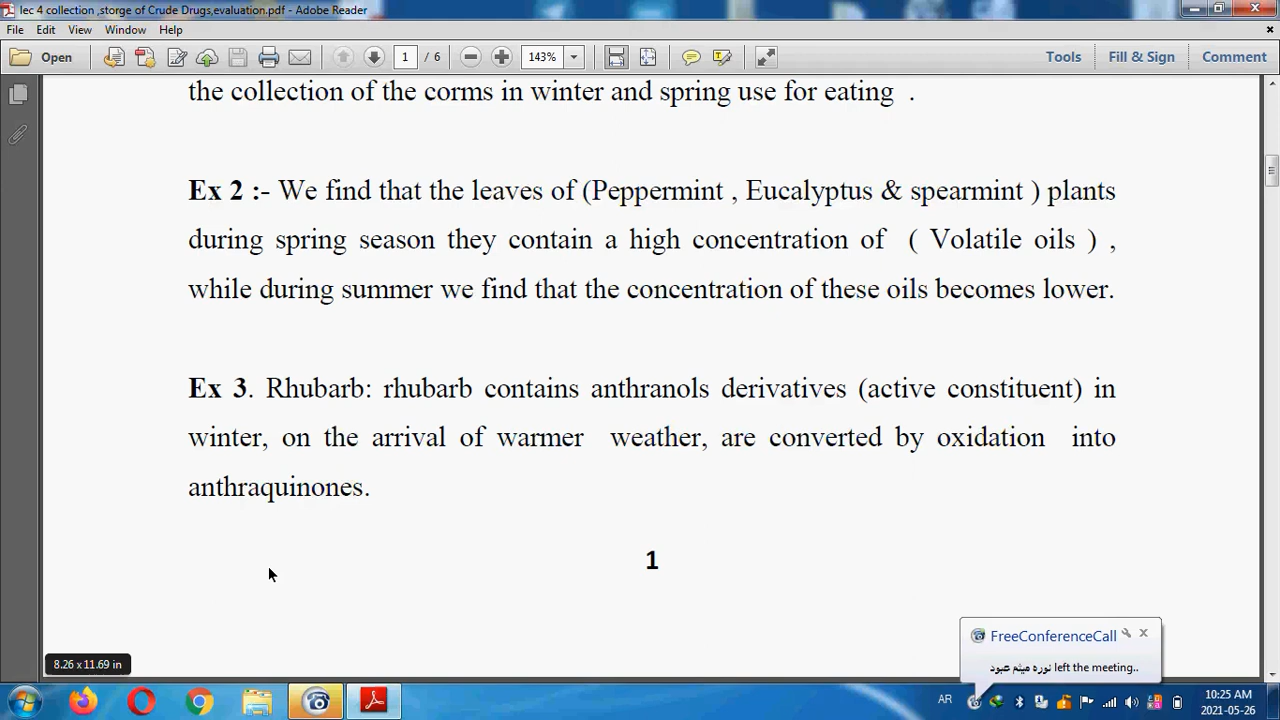 lec 4 collection ,storge of Crude Drugs,evaluation.pdf - Adobe Reader
File Edit View Window Help
Open 1 / 6 143% Tools Fill & Sign Comment
the collection of the corms in winter and spring use for eating .
Ex 2 :- We find that the leaves of (Peppermint , Eucalyptus & spearmint ) plants
during spring season they contain a high concentration of ( Volatile oils ) ,
while during summer we find that the concentration of these oils becomes lower.
Ex 3. Rhubarb: rhubarb contains anthranols derivatives (active constituent) in
winter, on the arrival of warmer weather, are converted by oxidation into
anthraquinones.
1
FreeConferenceCall
نوره ميثم عبود left the meeting..
8.26 x 11.69 in
AR
10:25 AM
2021-05-26